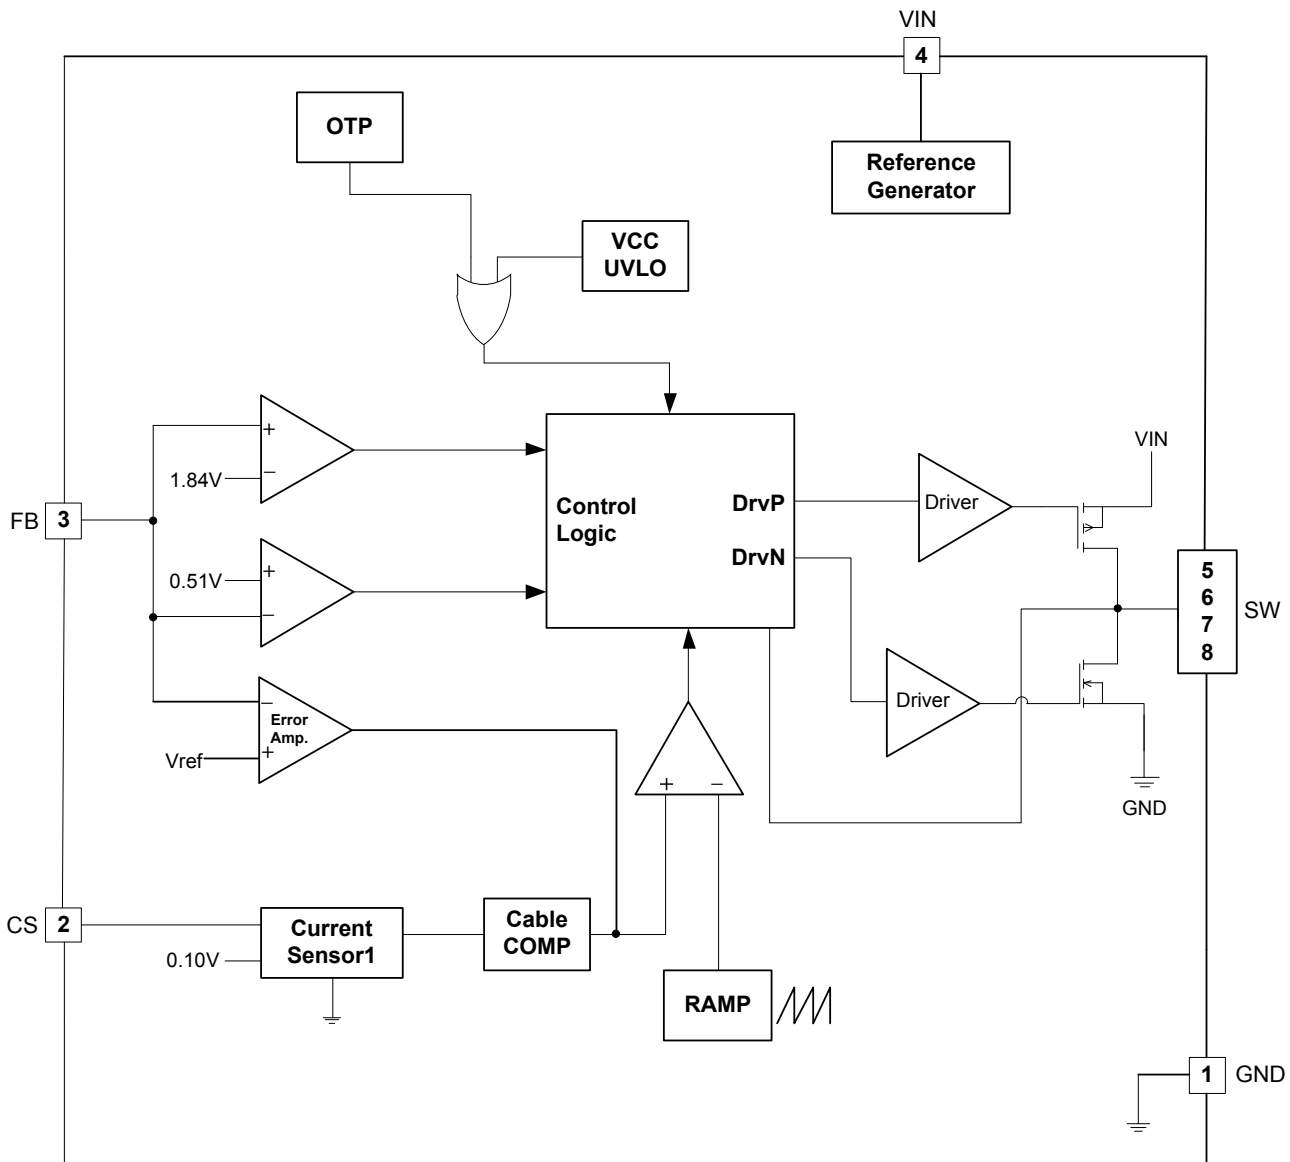 VIN
4
OTP
Reference
Generator
VCC
UVLO
+
−
1.84V
FB
3
Control
Logic
DrvP
DrvN
Driver
VIN
0.51V
+
−
5
6
7
8
SW
−
Error
Amp.
+
Vref
Driver
+
−
GND
CS
2
Current
Sensor1
0.10V
Cable
COMP
RAMP
1
GND